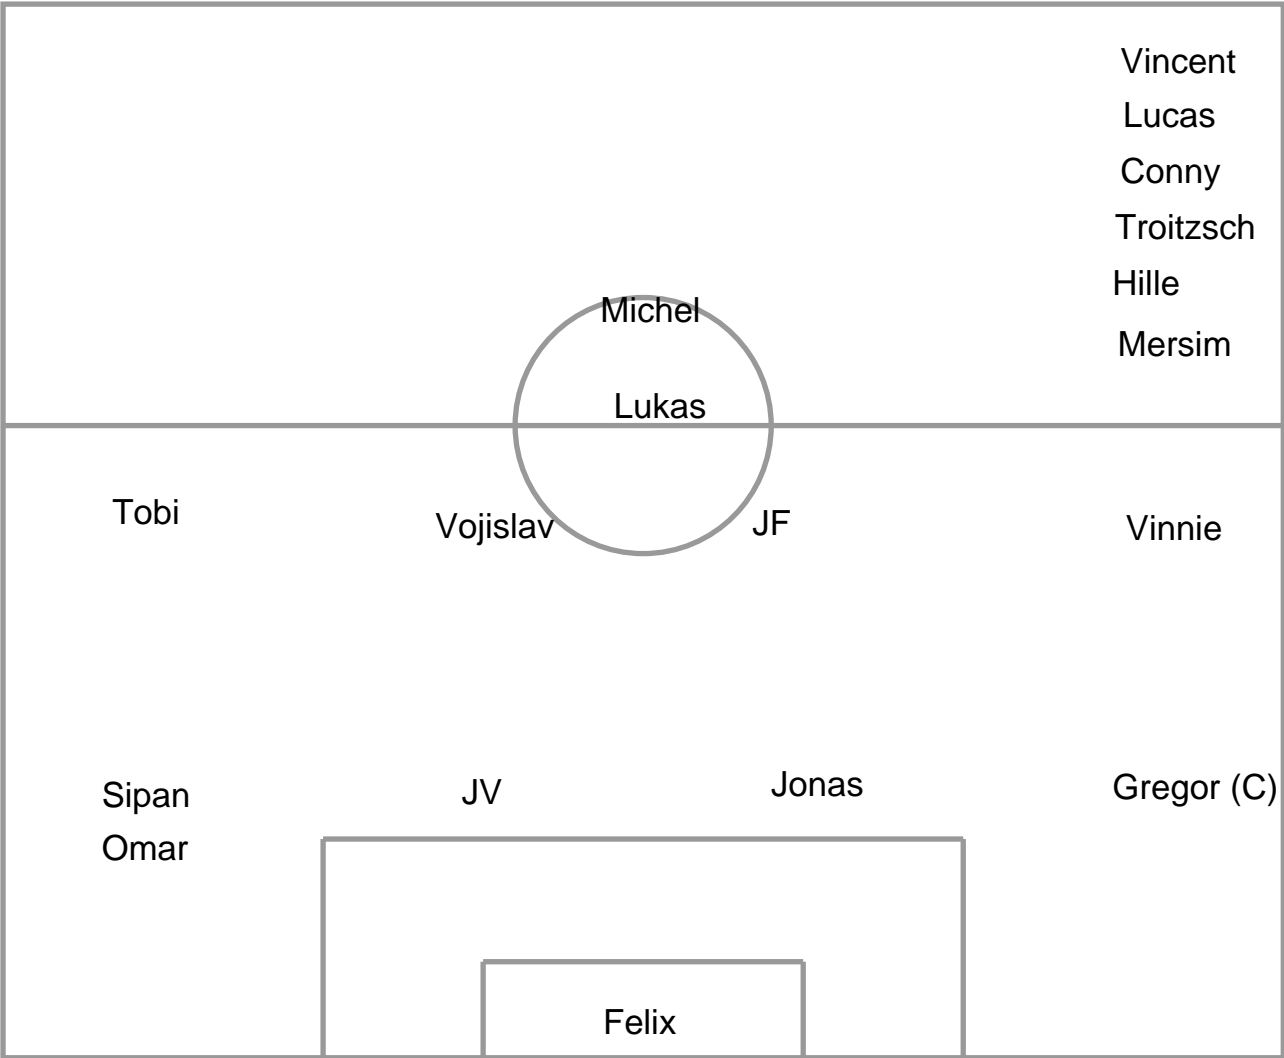 Vincent
Lucas
Conny
Troitzsch
Hille
Michel
Mersim
Lukas
Tobi
Vojislav
JF
Vinnie
Sipan
JV
Jonas
Gregor (C)
Omar
Felix